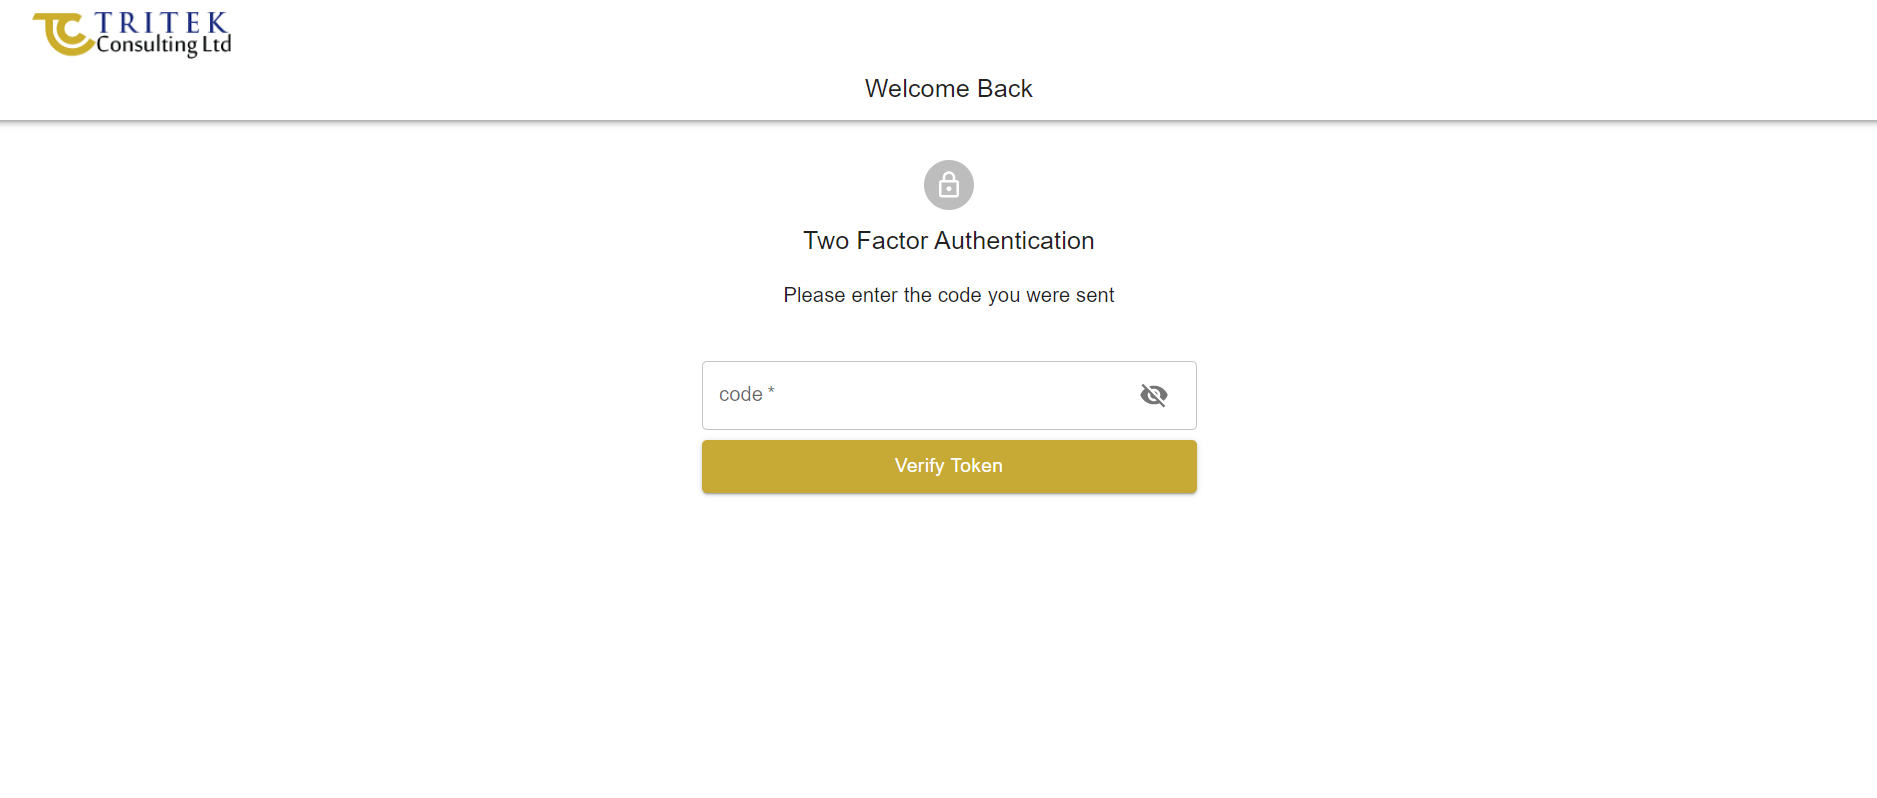 TRITEK
Consulting Ltd
Welcome Back
Two Factor Authentication
Please enter the code you were sent
code *
Verify Token